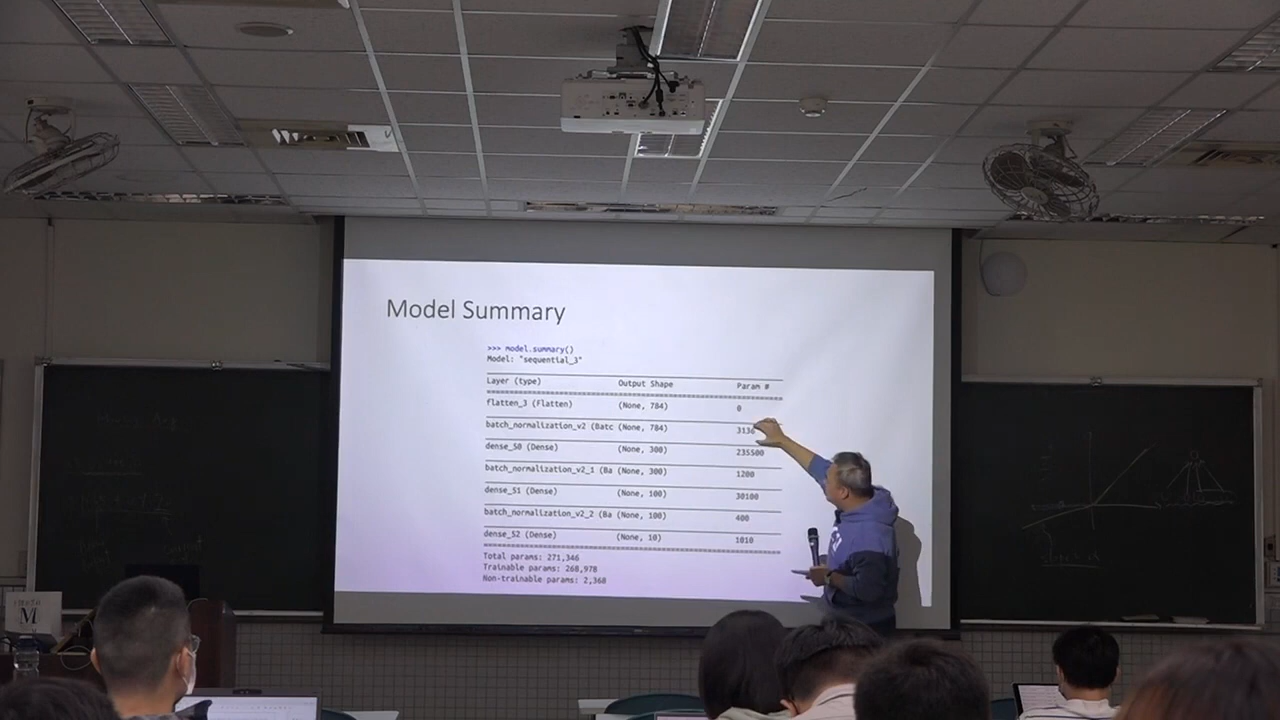 Model Summary
>>> model.summary()
Model: "sequential_3"
Layer (type) Output Shape Param #
flatten_3 (Flatten) (None, 784) 0
batch_normalization_v2 (Batc (None, 784) 3136
dense_50 (Dense) (None, 300) 235500
batch_normalization_v2_1 (Ba (None, 300) 1200
dense_51 (Dense) (None, 100) 30100
batch_normalization_v2_2 (Ba (None, 100) 400
dense_52 (Dense) (None, 10) 1010
Total params: 271,346
Trainable params: 268,978
Non-trainable params: 2,368
M